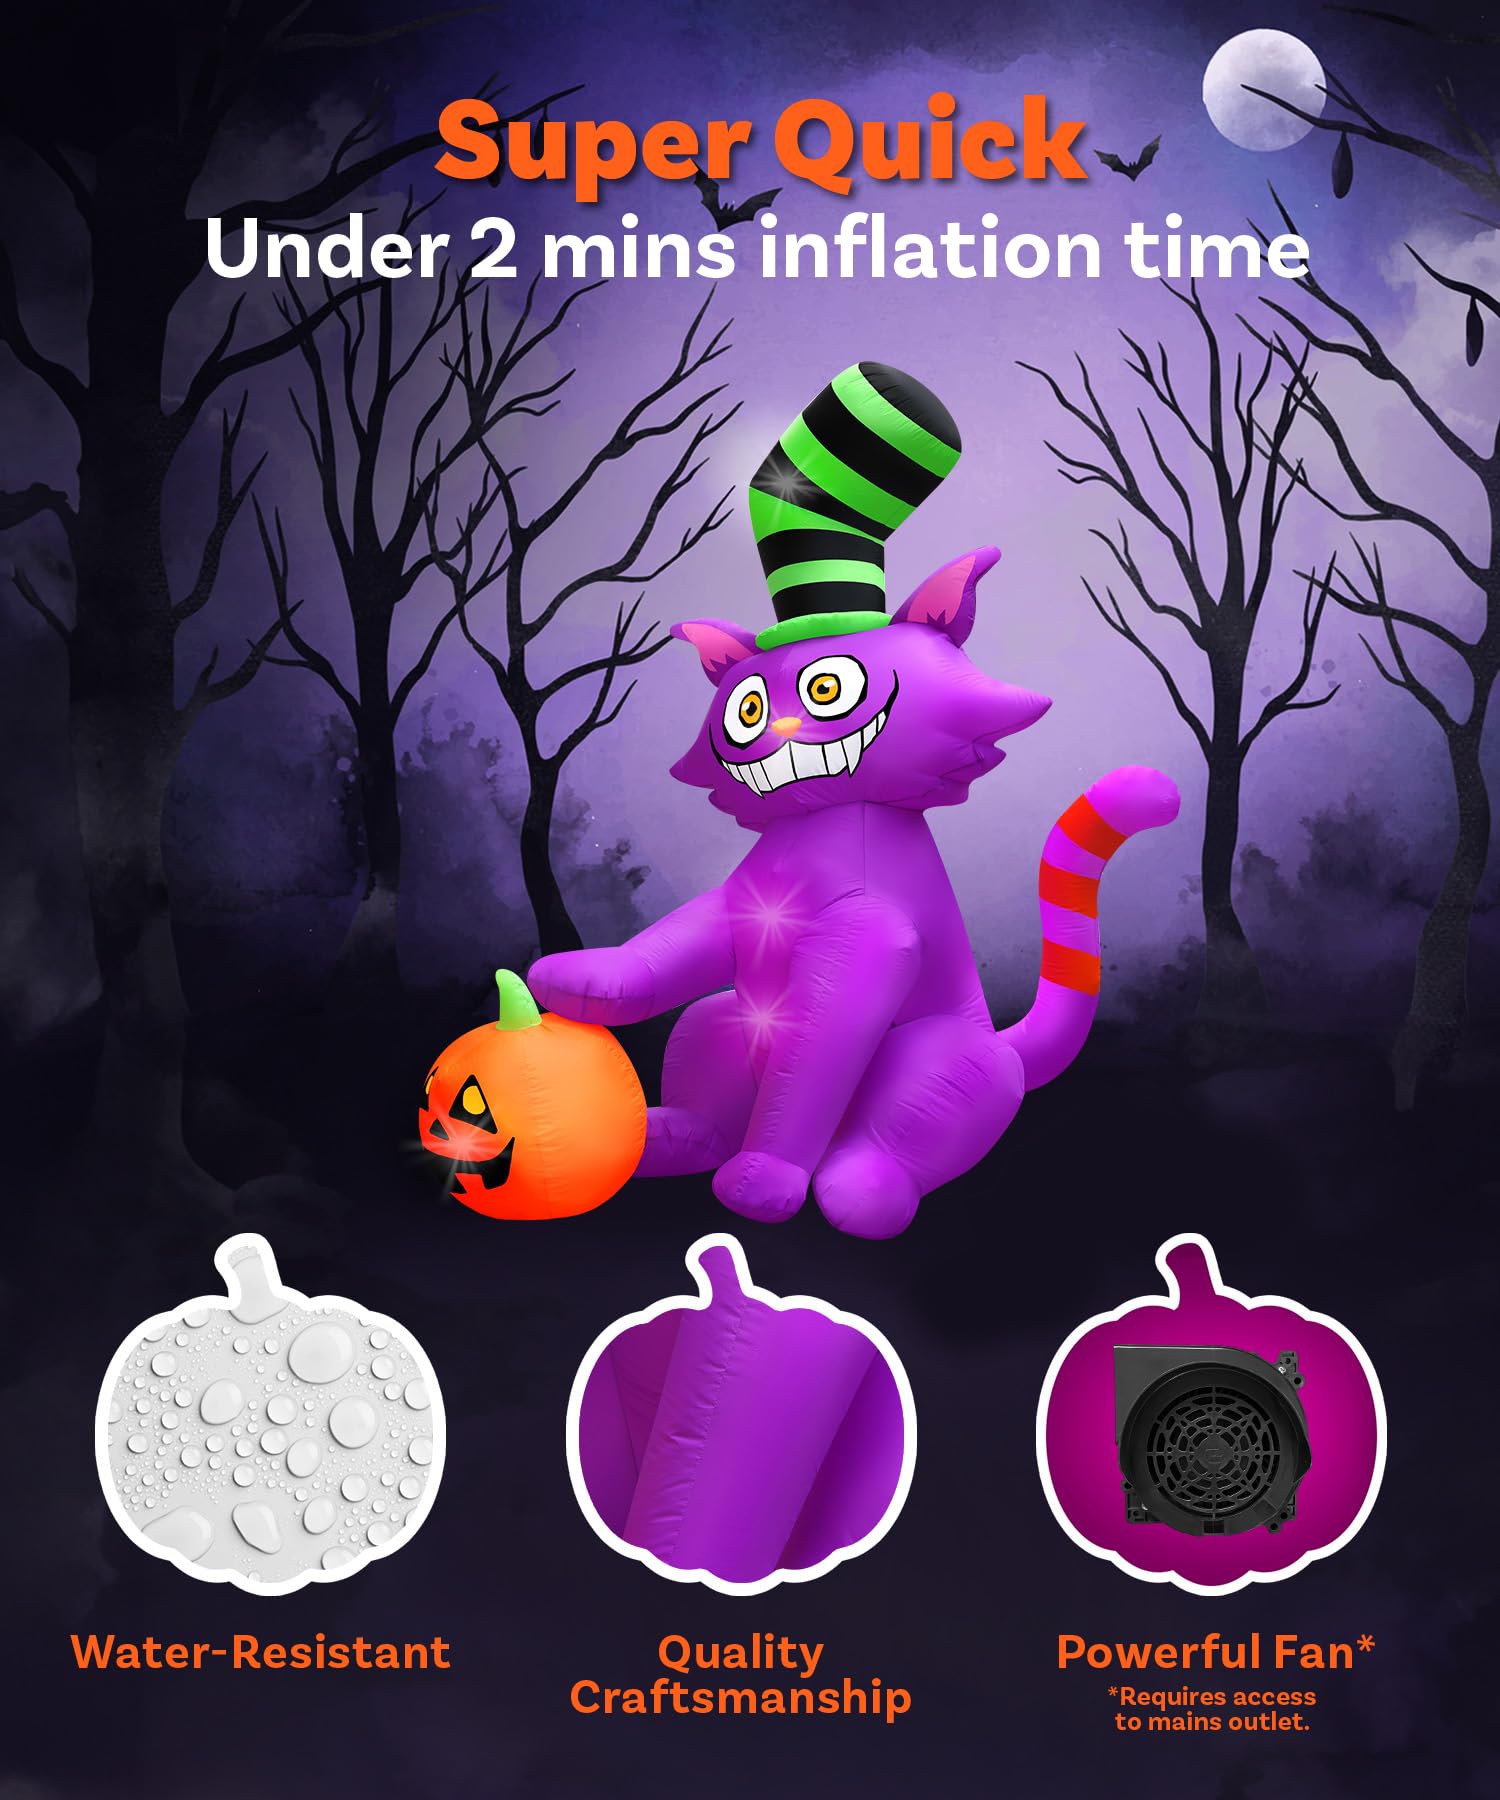 Super Quick
Under 2 mins inflation time
Water-Resistant
Quality
Craftsmanship
Powerful Fan*
*Requires access
to mains outlet.